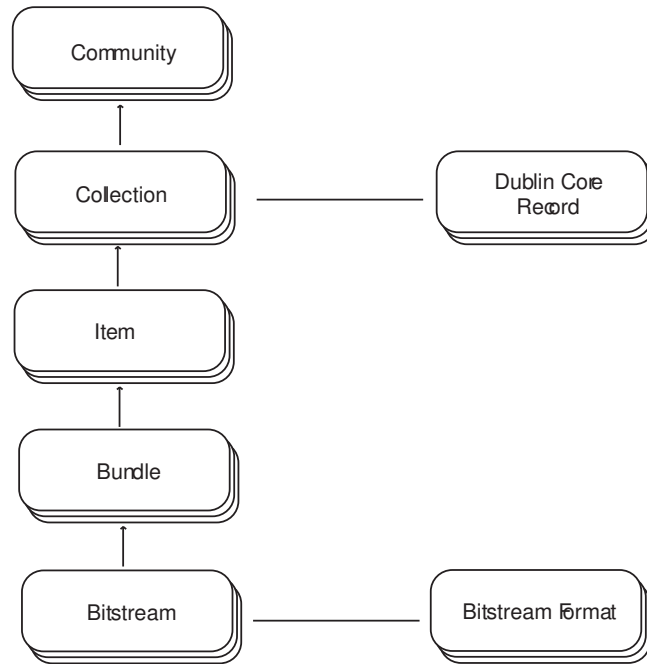 Community
Collection
Dublin Core
Record
Item
Bundle
Bitstream
Bitstream Format